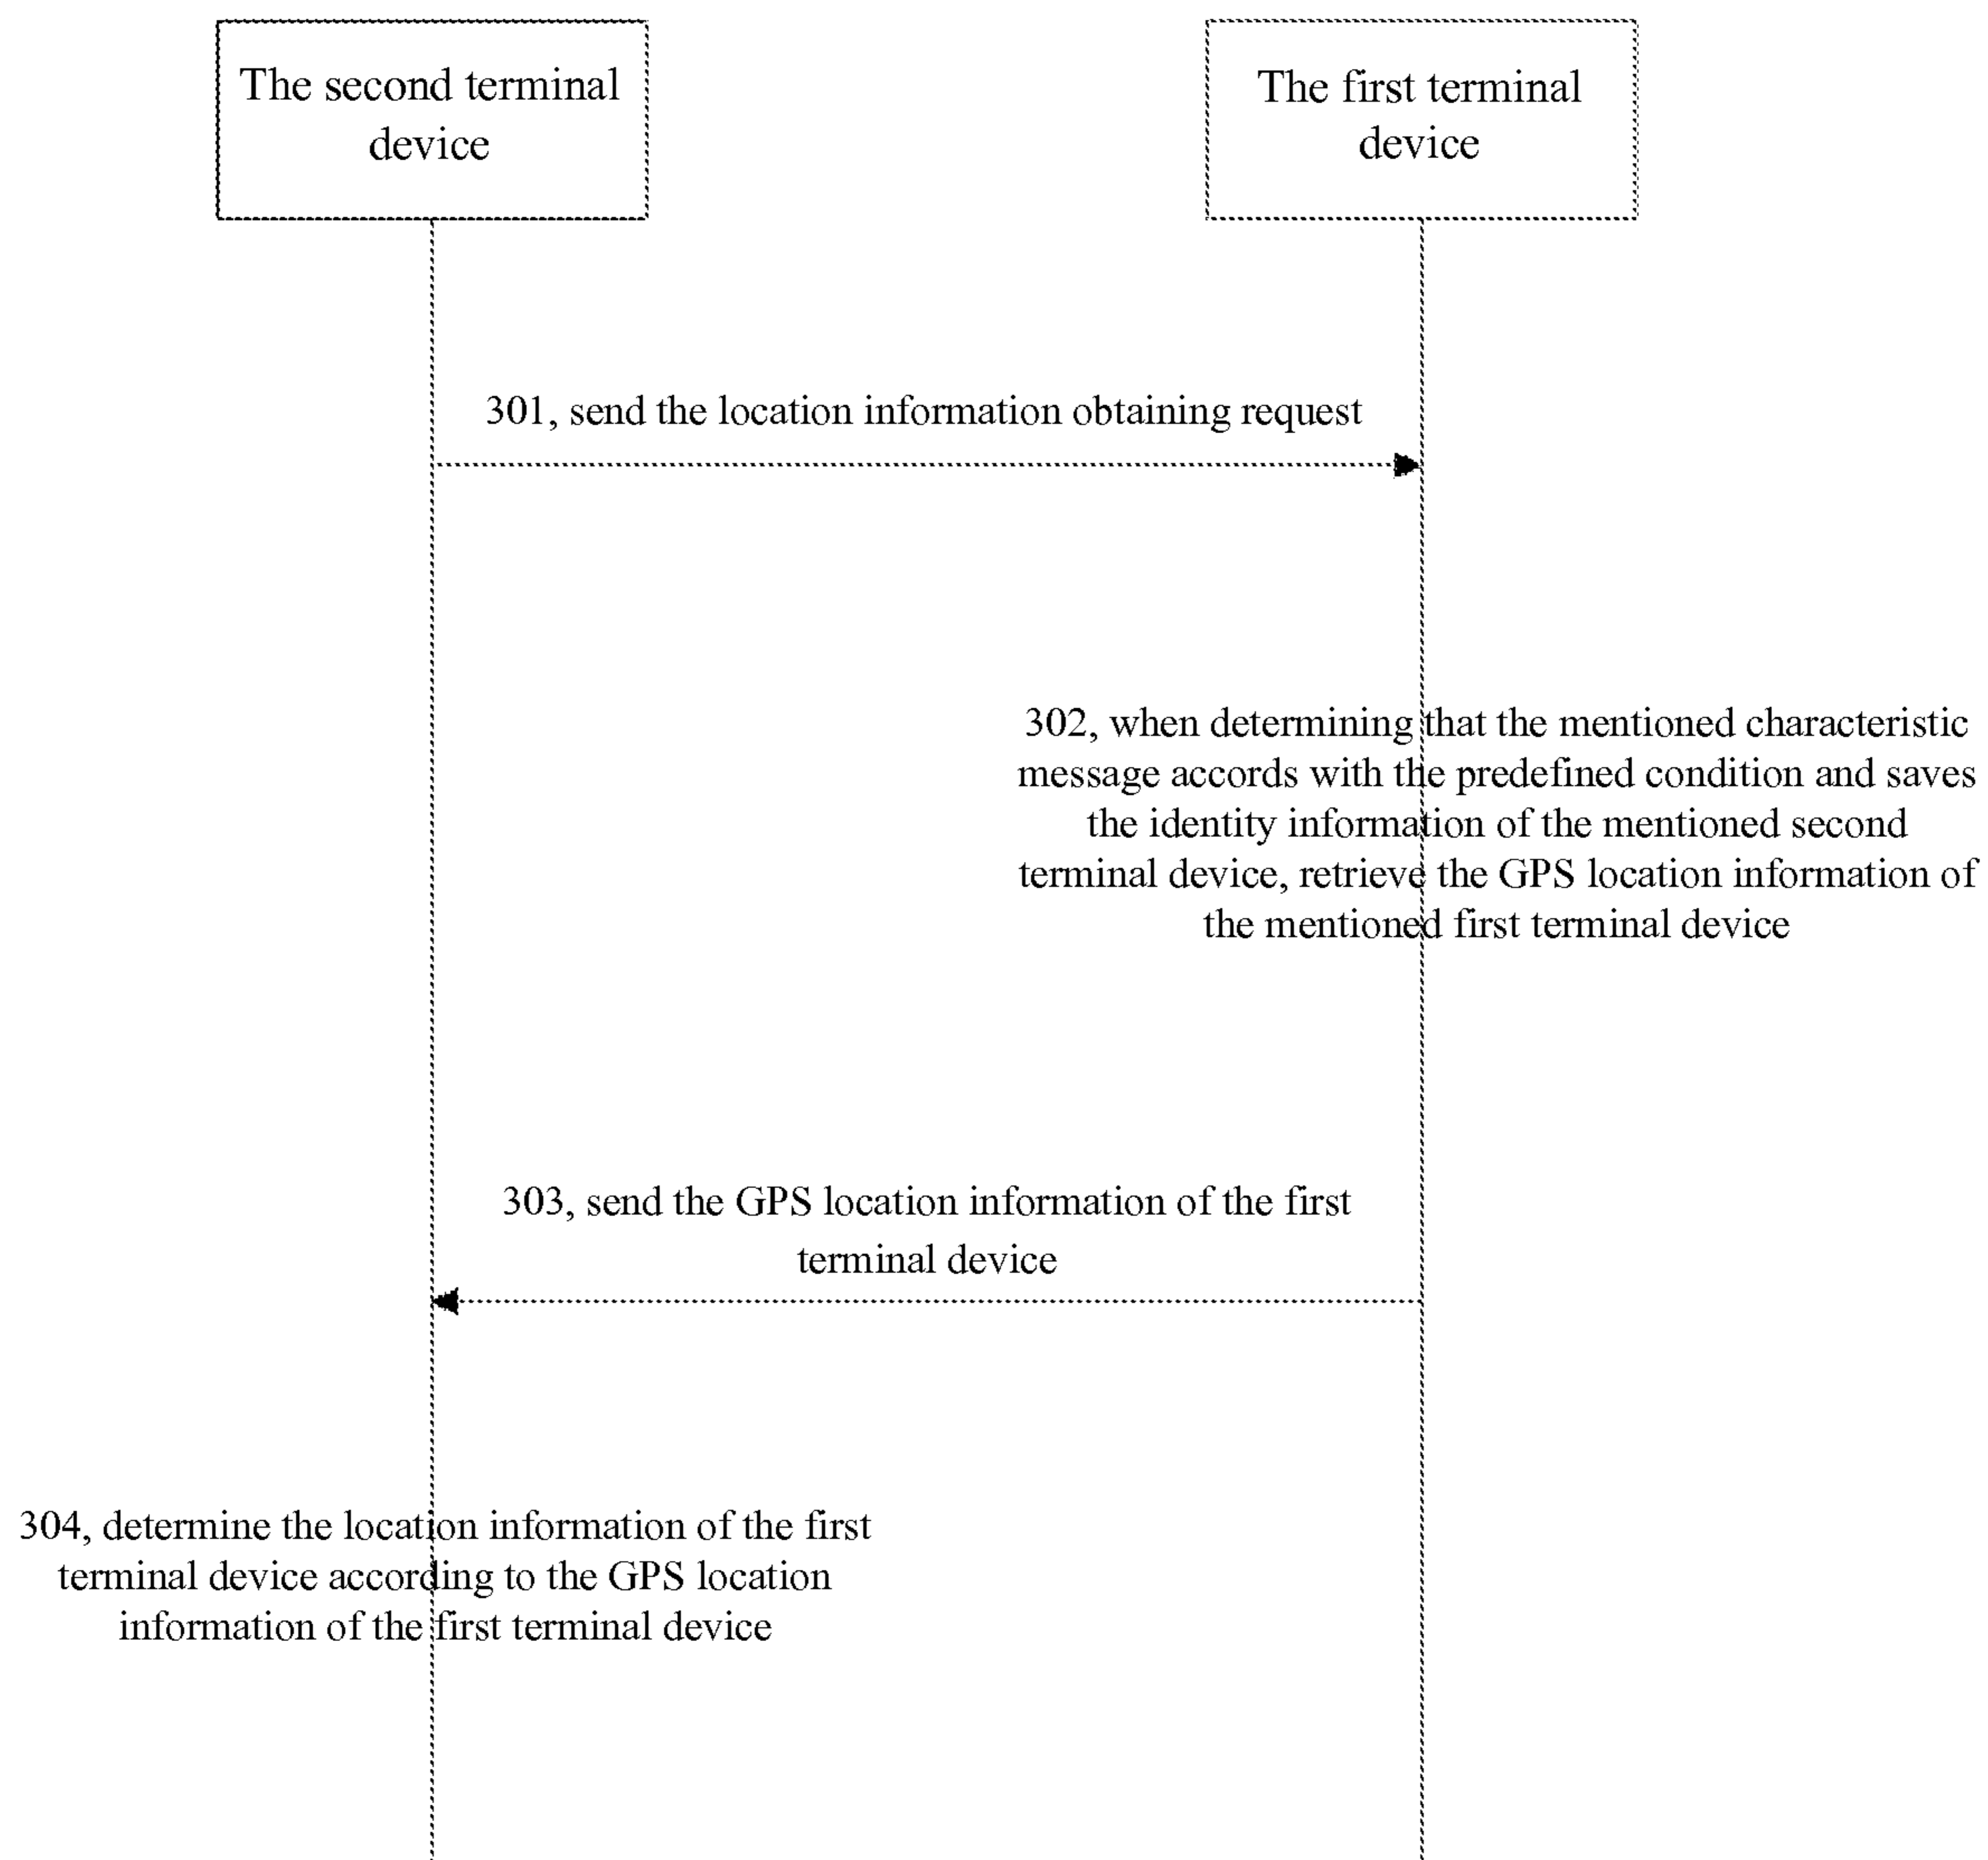 The second terminal
device
The first terminal
device
301, send the location information obtaining request
302, when determining that the mentioned characteristic
message accords with the predefined condition and saves
the identity information of the mentioned second
terminal device, retrieve the GPS location information of
the mentioned first terminal device
303, send the GPS location information of the first
terminal device
304, determine the location information of the first
terminal device according to the GPS location
information of the first terminal device